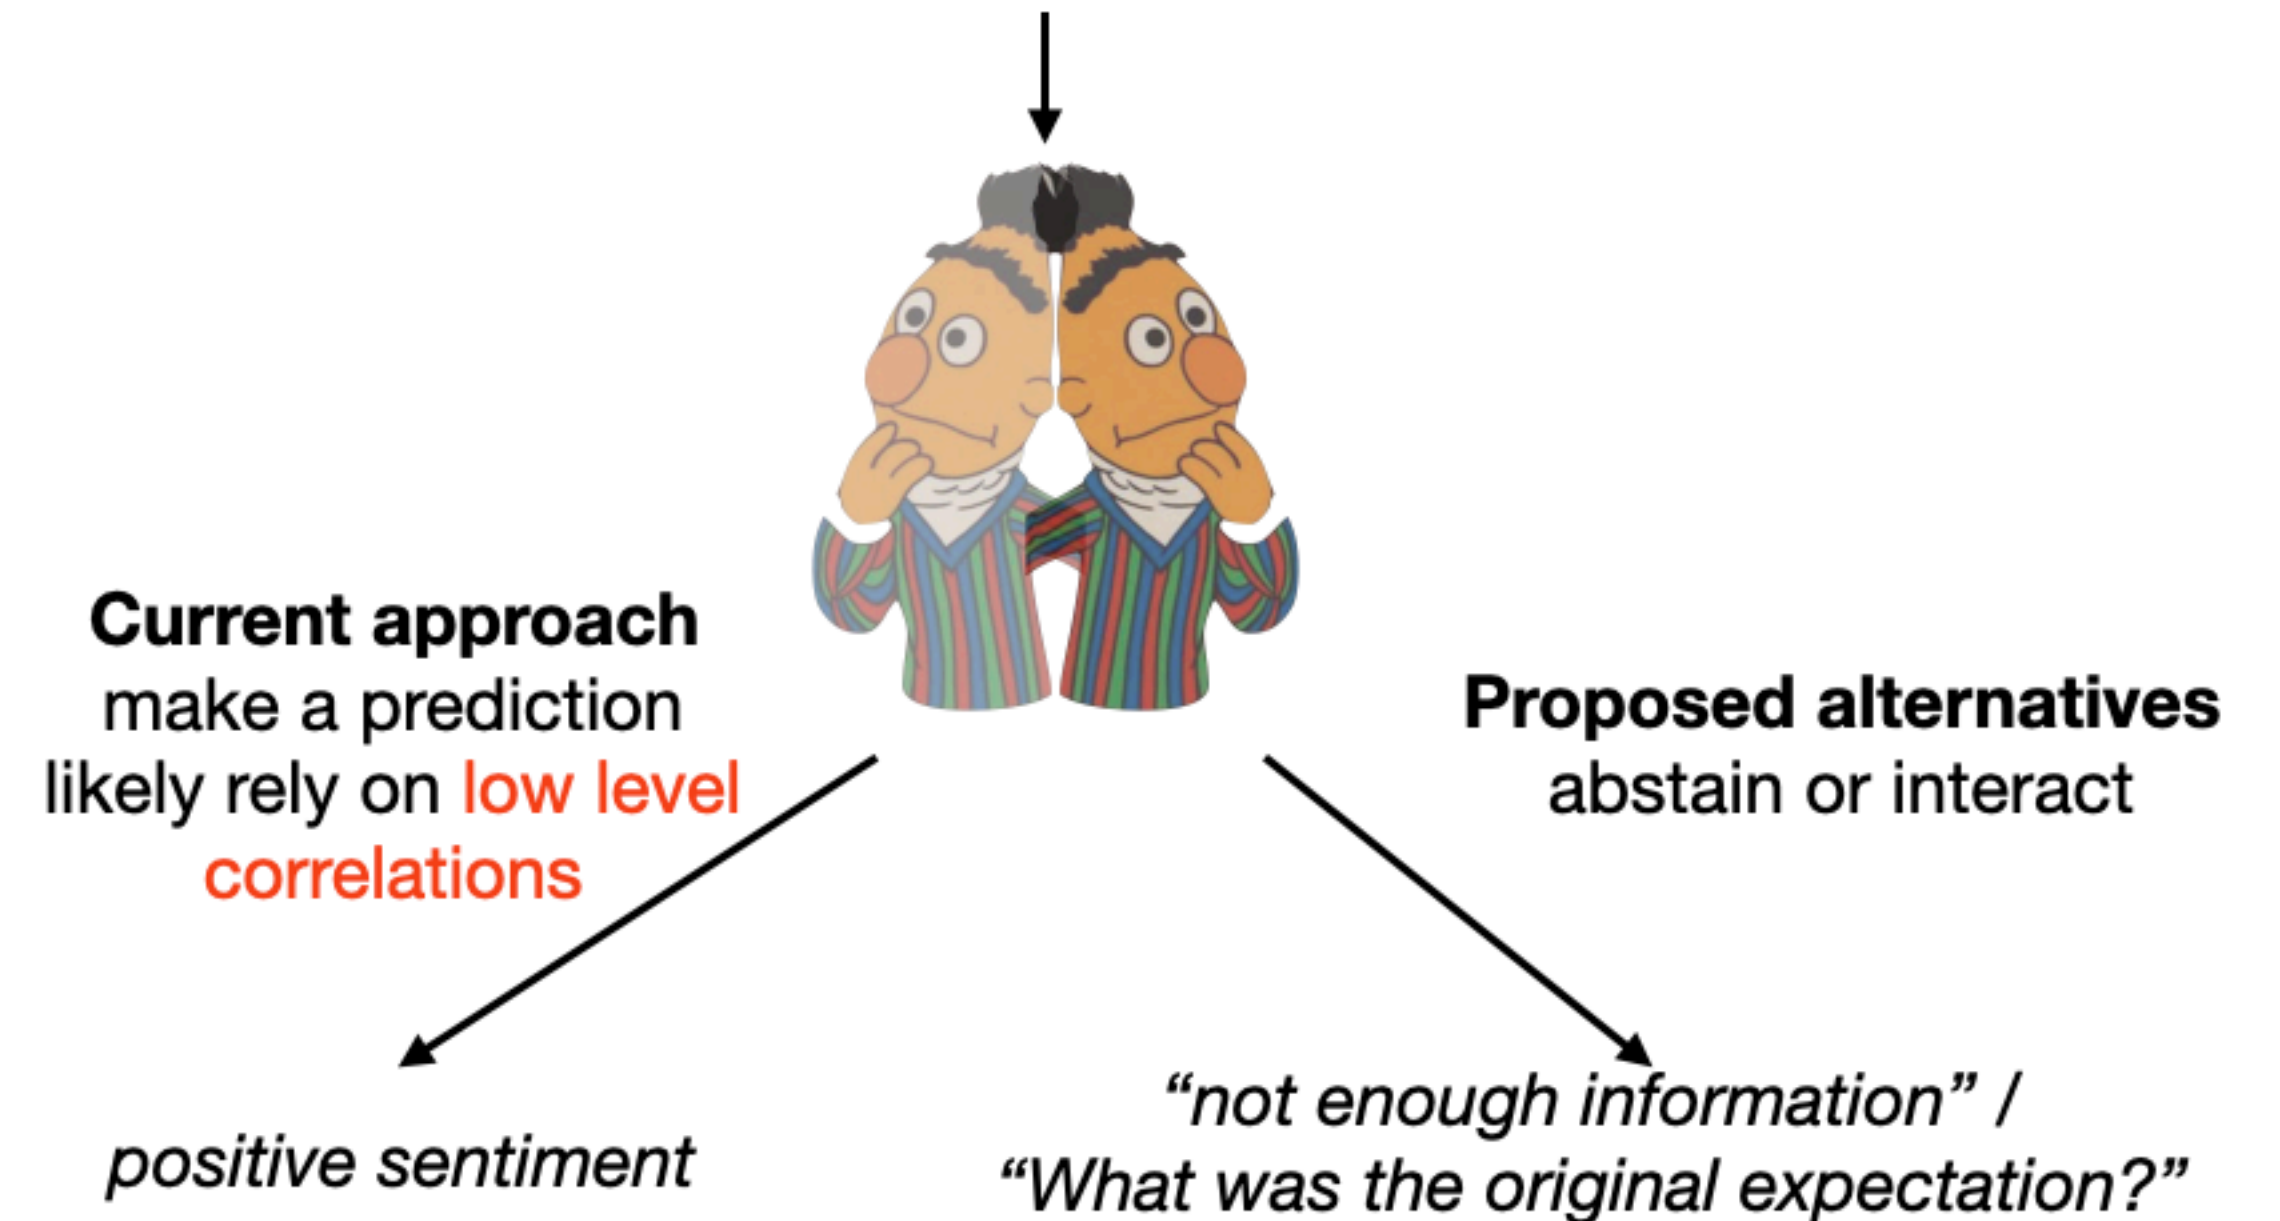 Current approach
make a prediction
likely rely on low level
correlations
Proposed alternatives
abstain or interact
positive sentiment
“not enough information” /
“What was the original expectation?”